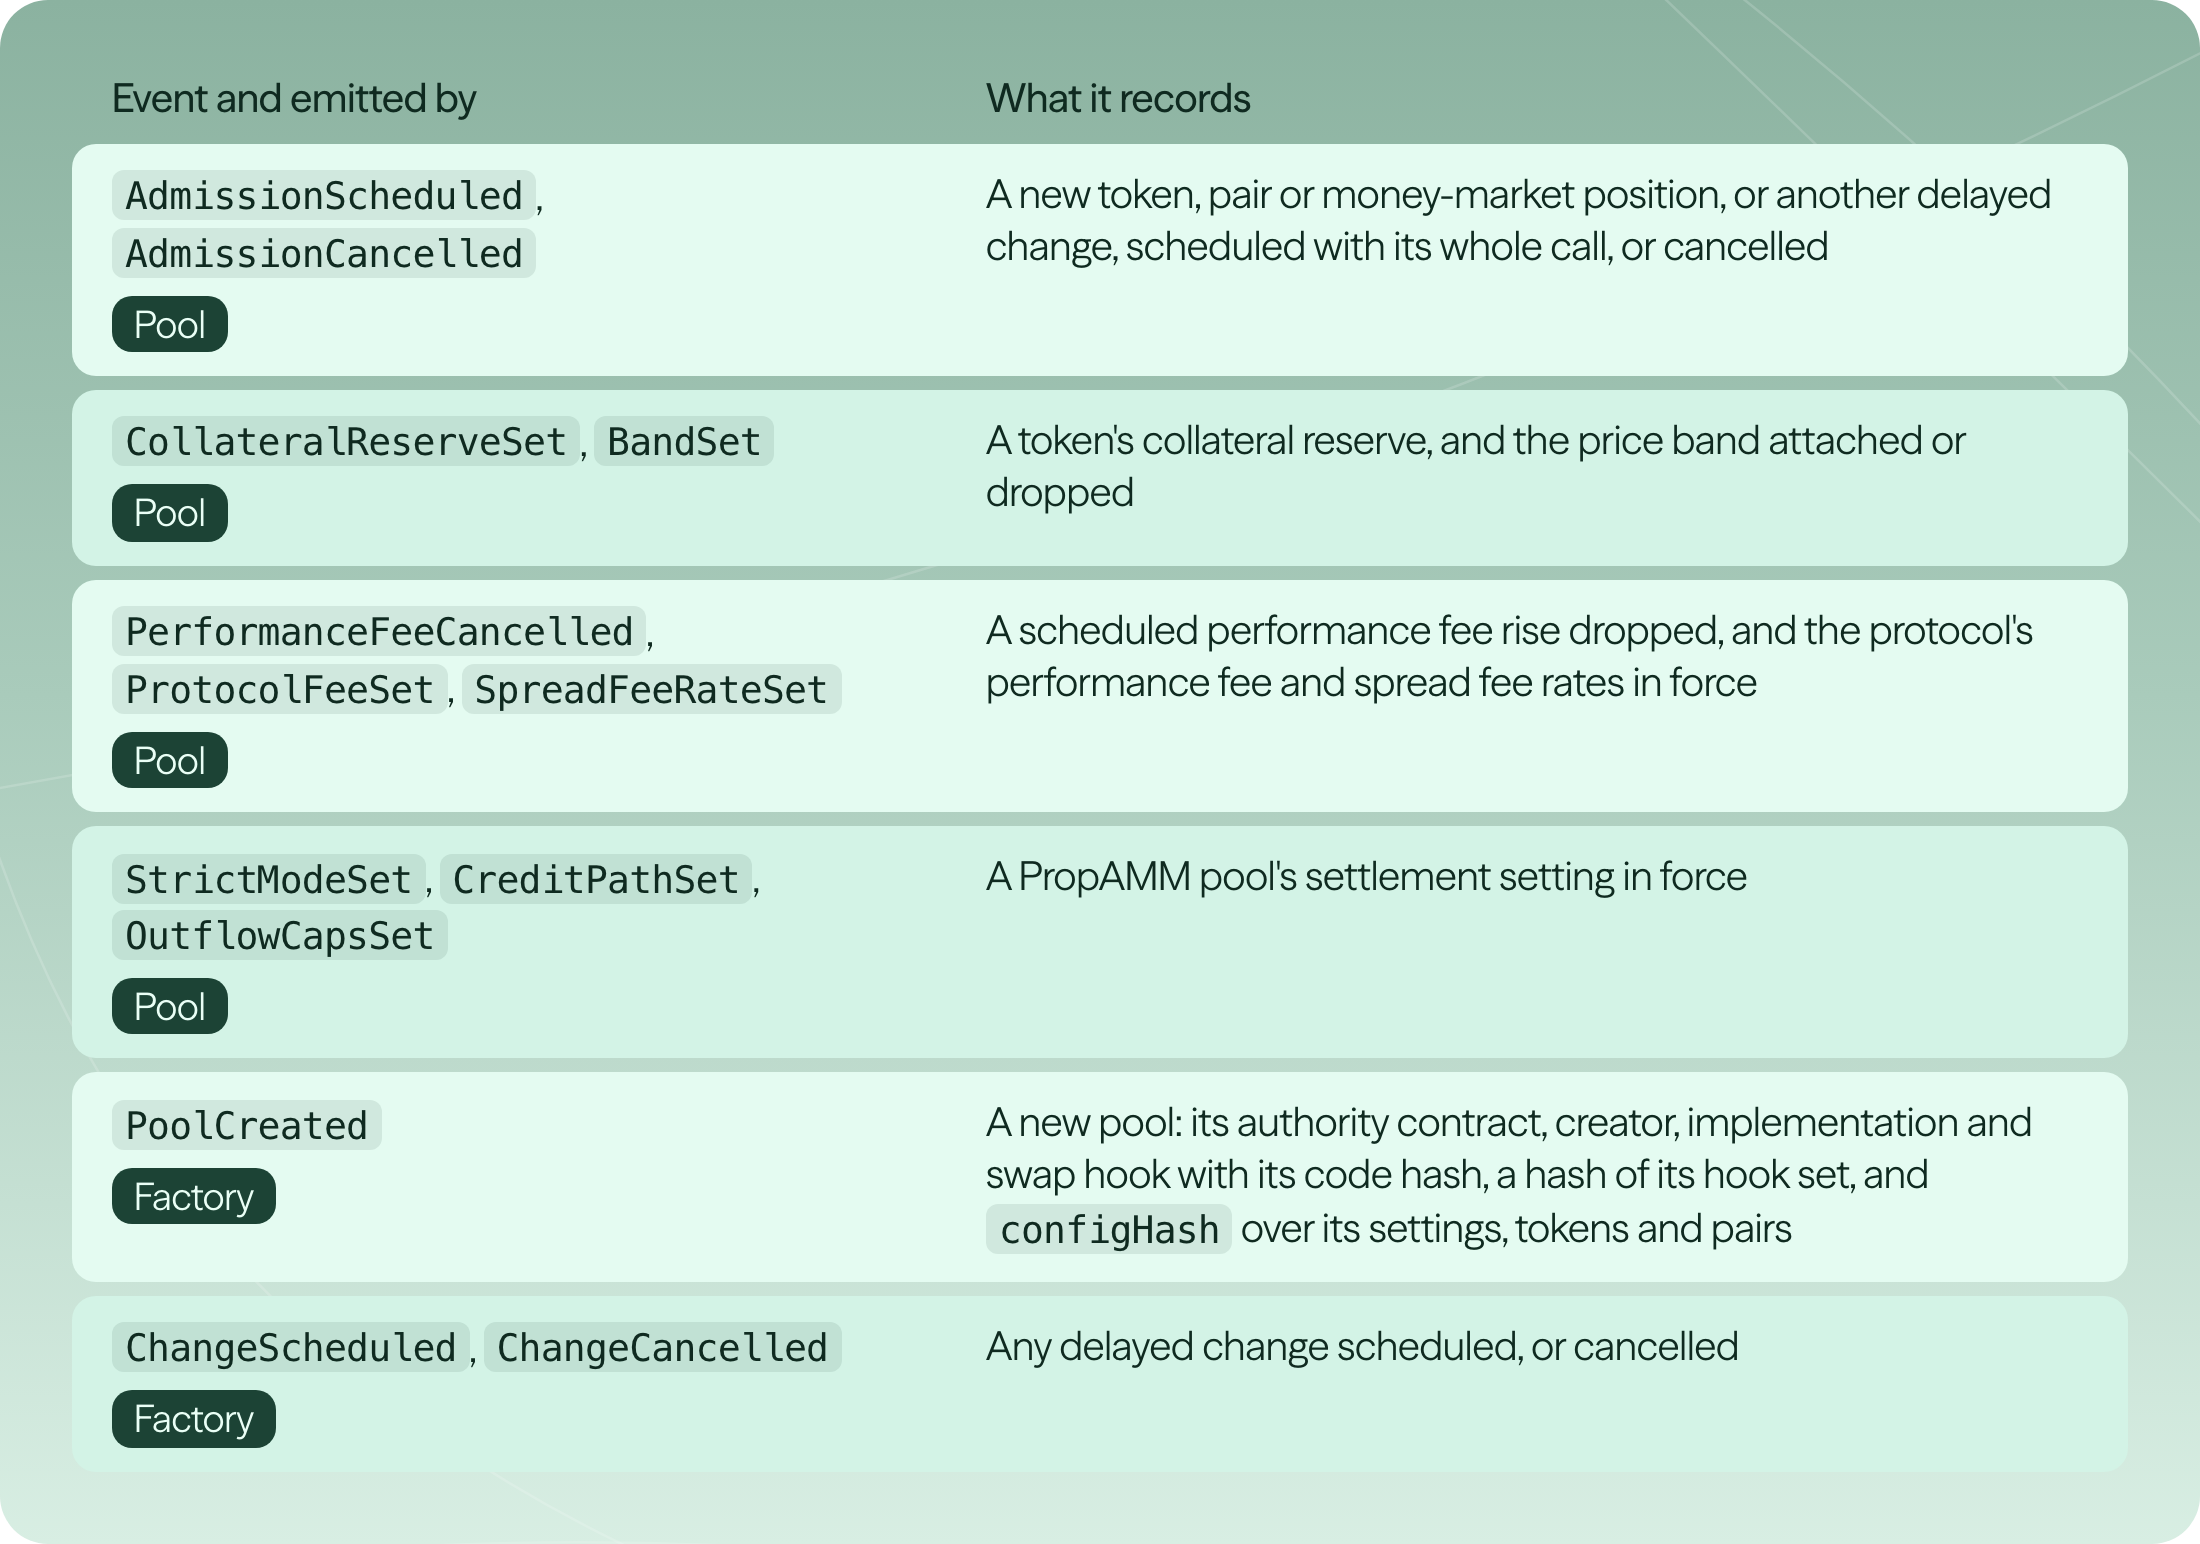 Event and emitted by
What it records
AdmissionScheduled,
AdmissionCancelled
Pool
A new token, pair or money-market position, or another delayed
change, scheduled with its whole call, or cancelled
CollateralReserveSet, BandSet
Pool
A token's collateral reserve, and the price band attached or
dropped
PerformanceFeeCancelled,
ProtocolFeeSet, SpreadFeeRateSet
Pool
A scheduled performance fee rise dropped, and the protocol's
performance fee and spread fee rates in force
StrictModeSet, CreditPathSet,
OutflowCapsSet
Pool
A PropAMM pool's settlement setting in force
PoolCreated
Factory
A new pool: its authority contract, creator, implementation and
swap hook with its code hash, a hash of its hook set, and
configHash over its settings, tokens and pairs
ChangeScheduled, ChangeCancelled
Factory
Any delayed change scheduled, or cancelled